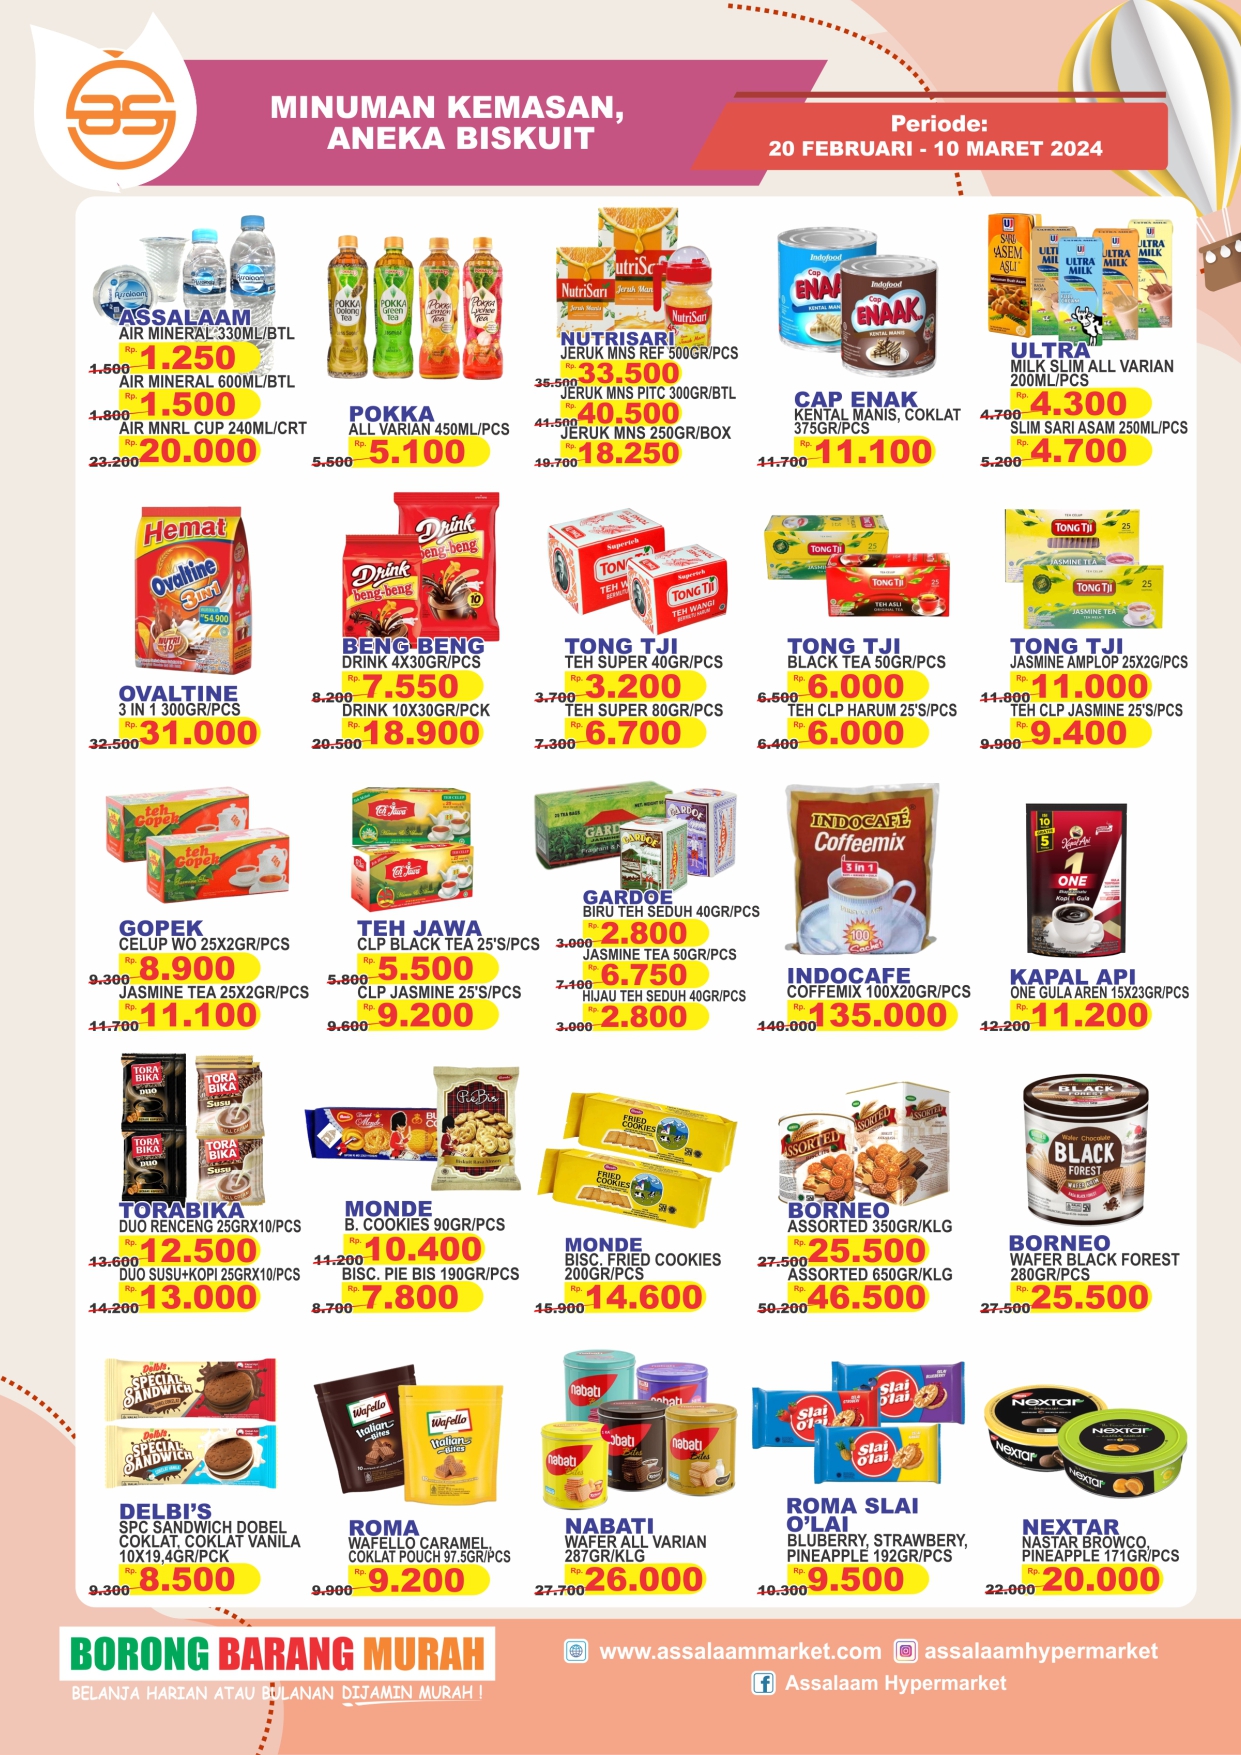 MINUMAN KEMASAN,
ANEKA BISKUIT
Periode:
20 FEBRUARI - 10 MARET 2024
ASSALAAM
AIR MINERAL 330ML/BTL
1.500 Rp. 1.250
AIR MINERAL 600ML/BTL
1.800 Rp. 1.500
AIR MNRL CUP 240ML/CRT
23.200 Rp. 20.000
POKKA
ALL VARIAN 450ML/PCS
5.500 Rp. 5.100
NUTRISARI
JERUK MNS REF 500GR/PCS
35.500 Rp. 33.500
JERUK MNS PITC 300GR/BTL
41.500 Rp. 40.500
JERUK MNS 250GR/BOX
19.700 Rp. 18.250
CAP ENAK
KENTAL MANIS, COKLAT
375GR/PCS
11.700 Rp. 11.100
ULTRA
MILK SLIM ALL VARIAN
200ML/PCS
4.700 Rp. 4.300
SLIM SARI ASAM 250ML/PCS
5.200 Rp. 4.700
OVALTINE
3 IN 1 300GR/PCS
32.500 Rp. 31.000
BENG BENG
DRINK 4X30GR/PCS
8.200 Rp. 7.550
DRINK 10X30GR/PCK
20.500 Rp. 18.900
TONG TJI
TEH SUPER 40GR/PCS
3.700 Rp. 3.200
TEH SUPER 80GR/PCS
7.300 Rp. 6.700
TONG TJI
BLACK TEA 50GR/PCS
6.500 Rp. 6.000
TEH CLP HARUM 25'S/PCS
6.400 Rp. 6.000
TONG TJI
JASMINE AMPLOP 25X2G/PCS
11.800 Rp. 11.000
TEH CLP JASMINE 25'S/PCS
9.900 Rp. 9.400
GOPEK
CELUP WO 25X2GR/PCS
9.300 Rp. 8.900
JASMINE TEA 25X2GR/PCS
11.700 Rp. 11.100
TEH JAWA
CLP BLACK TEA 25'S/PCS
5.800 Rp. 5.500
CLP JASMINE 25'S/PCS
9.600 Rp. 9.200
GARDOE
BIRU TEH SEDUH 40GR/PCS
3.000 Rp. 2.800
JASMINE TEA 50GR/PCS
7.100 Rp. 6.750
HIJAU TEH SEDUH 40GR/PCS
3.000 Rp. 2.800
INDOCAFE
COFFEMIX 100X20GR/PCS
140.000 Rp. 135.000
KAPAL API
ONE GULA AREN 15X23GR/PCS
12.200 Rp. 11.200
TORABIKA
DUO RENCENG 25GRX10/PCS
13.600 Rp. 12.500
DUO SUSU+KOPI 25GRX10/PCS
14.200 Rp. 13.000
MONDE
B. COOKIES 90GR/PCS
11.200 Rp. 10.400
BISC. PIE BIS 190GR/PCS
8.700 Rp. 7.800
MONDE
BISC. FRIED COOKIES
200GR/PCS
15.900 Rp. 14.600
BORNEO
ASSORTED 350GR/KLG
27.500 Rp. 25.500
ASSORTED 650GR/KLG
50.200 Rp. 46.500
BORNEO
WAFER BLACK FOREST
280GR/PCS
27.500 Rp. 25.500
DELBI'S
SPC SANDWICH DOBEL
COKLAT, COKLAT VANILA
10X19,4GR/PCK
9.300 Rp. 8.500
ROMA
WAFELLO CARAMEL,
COKLAT POUCH 97.5GR/PCS
9.900 Rp. 9.200
NABATI
WAFER ALL VARIAN
287GR/KLG
27.700 Rp. 26.000
ROMA SLAI
O'LAI
BLUBERRY, STRAWBERY,
PINEAPPLE 192GR/PCS
10.300 Rp. 9.500
NEXTAR
NASTAR BROWCO,
PINEAPPLE 171GR/PCS
22.000 Rp. 20.000
BORONG BARANG MURAH
BELANJA HARIAN ATAU BULANAN DIJAMIN MURAH !
www.assalaammarket.com
assalaamhypermarket
Assalaam Hypermarket